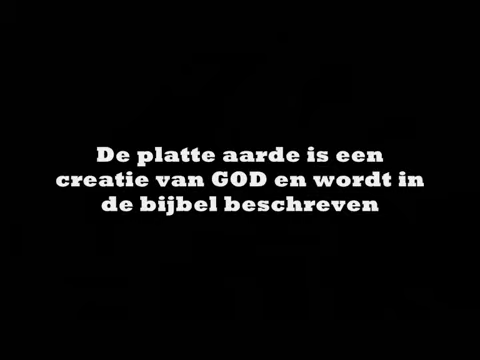 De platte aarde is een
creatie van GOD en wordt in
de bijbel beschreven